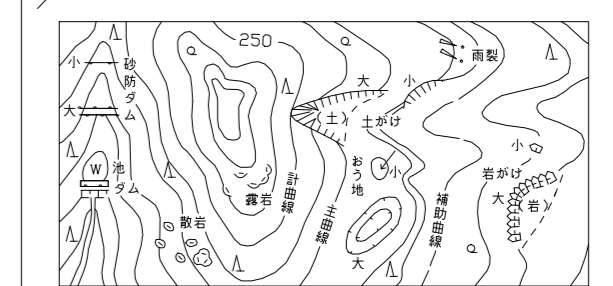 250
小
砂防ダム
大
W
池
ダム
露岩
散岩
計曲線
主曲線
大
小
(土)
土がけ
雨裂
おう地
小
大
補助曲線
小
岩がけ
大
(岩)